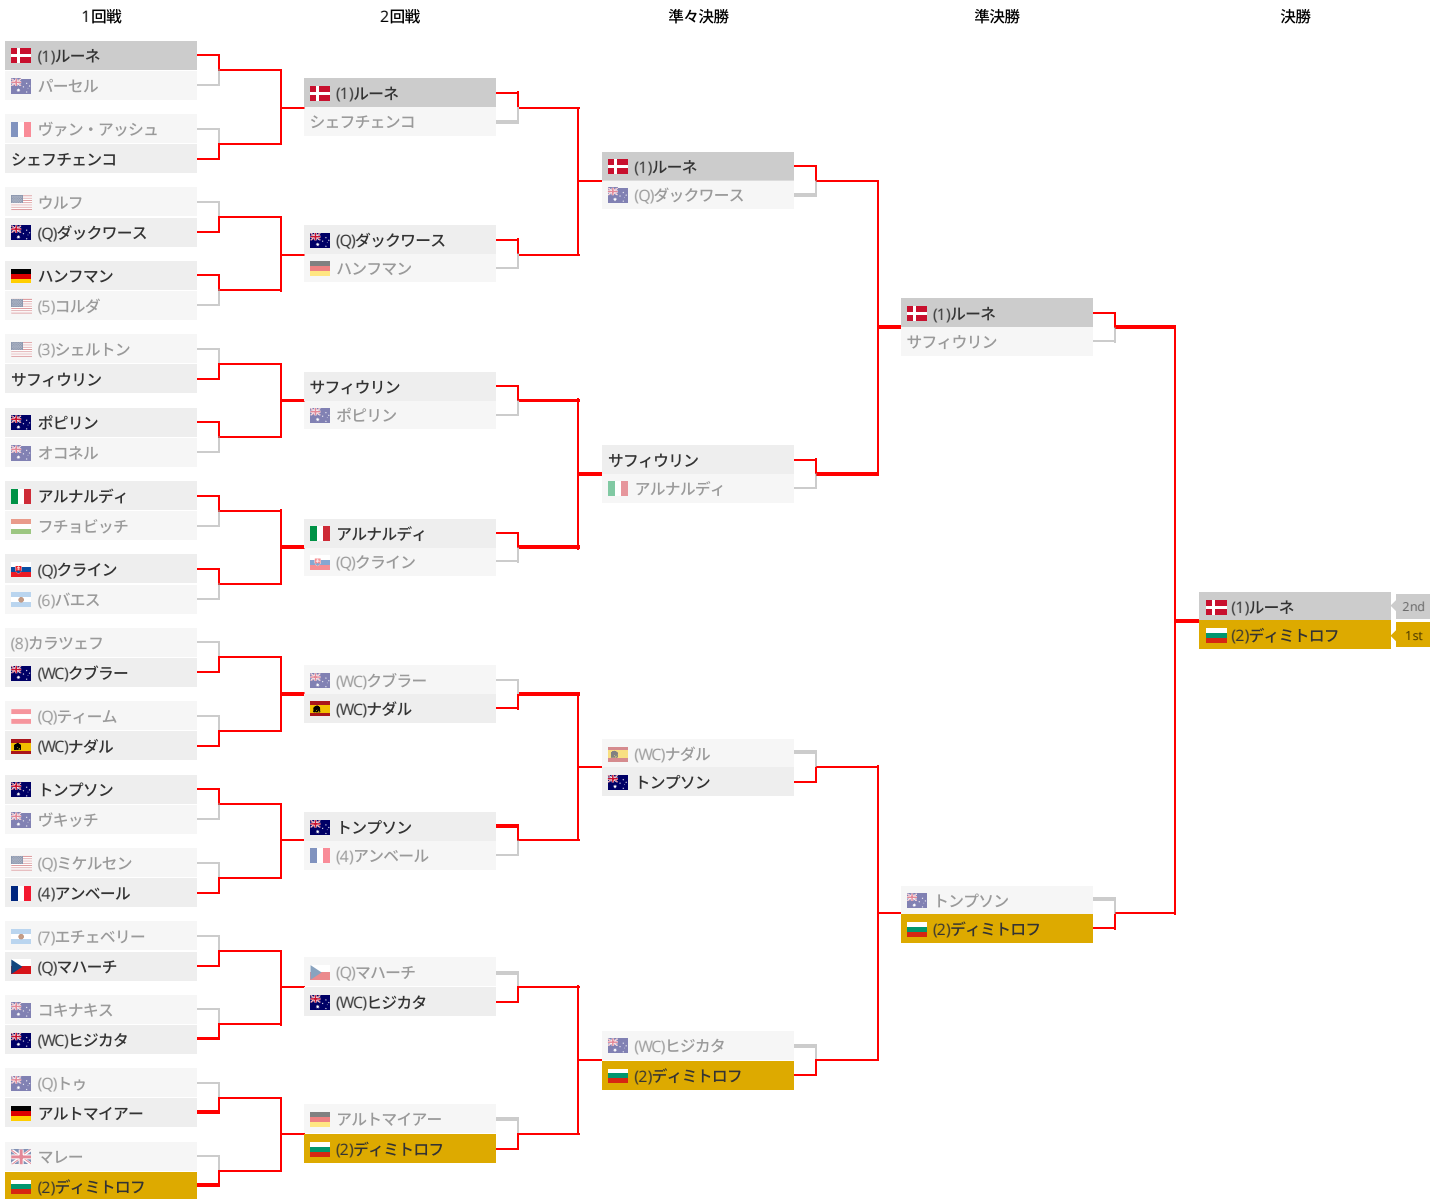 1回戦
2回戦
準々決勝
準決勝
決勝
(1)ルーネ
パーセル
ヴァン・アッシュ
シェフチェンコ
ウルフ
(Q)ダックワース
ハンフマン
(5)コルダ
(3)シェルトン
サフィウリン
ポピリン
オコネル
アルナルディ
フチョビッチ
(Q)クライン
(6)バエス
(8)カラツェフ
(WC)クブラー
(Q)ティーム
(WC)ナダル
トンプソン
ヴキッチ
(Q)ミケルセン
(4)アンベール
(7)エチェベリー
(Q)マハーチ
コキナキス
(WC)ヒジカタ
(Q)トゥ
アルトマイアー
マレー
(2)ディミトロフ
(1)ルーネ
シェフチェンコ
(Q)ダックワース
ハンフマン
サフィウリン
ポピリン
アルナルディ
(Q)クライン
(WC)クブラー
(WC)ナダル
トンプソン
(4)アンベール
(Q)マハーチ
(WC)ヒジカタ
アルトマイアー
(2)ディミトロフ
(1)ルーネ
(Q)ダックワース
サフィウリン
アルナルディ
(WC)ナダル
トンプソン
(WC)ヒジカタ
(2)ディミトロフ
(1)ルーネ
サフィウリン
トンプソン
(2)ディミトロフ
(1)ルーネ 2nd
(2)ディミトロフ 1st